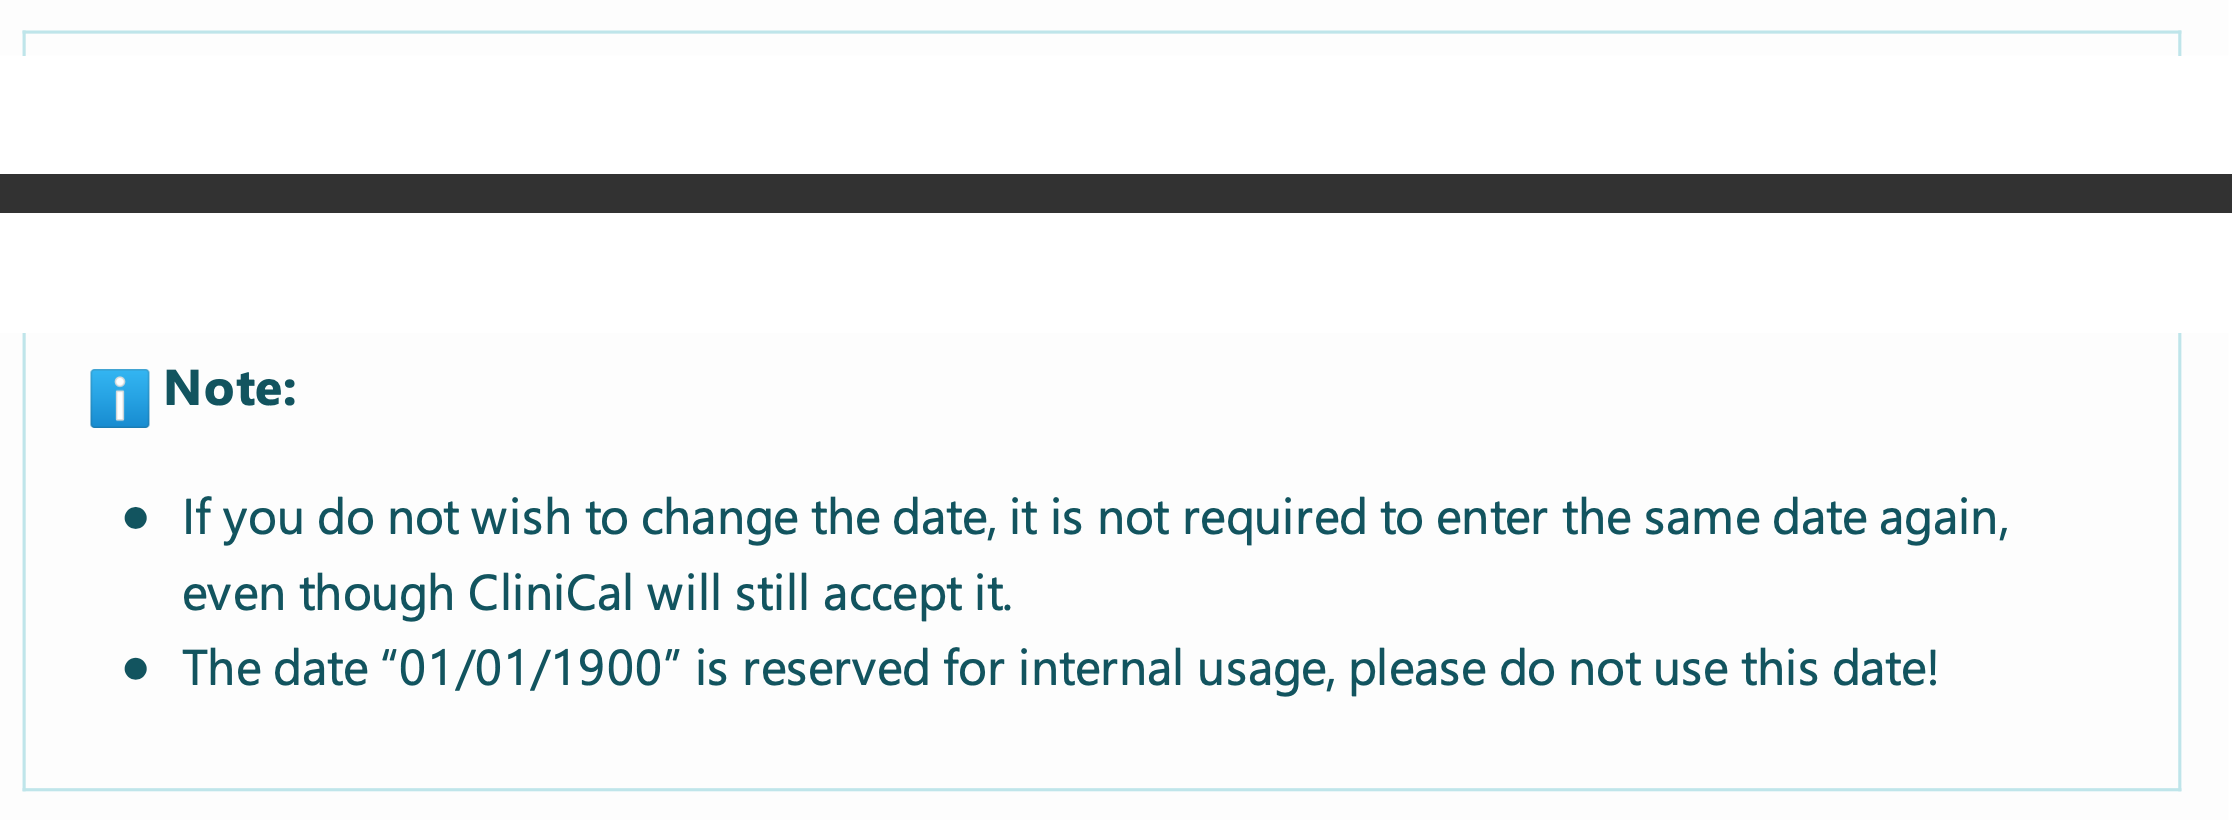 Note:
● If you do not wish to change the date, it is not required to enter the same date again,
even though CliniCal will still accept it.
● The date “01/01/1900” is reserved for internal usage, please do not use this date!